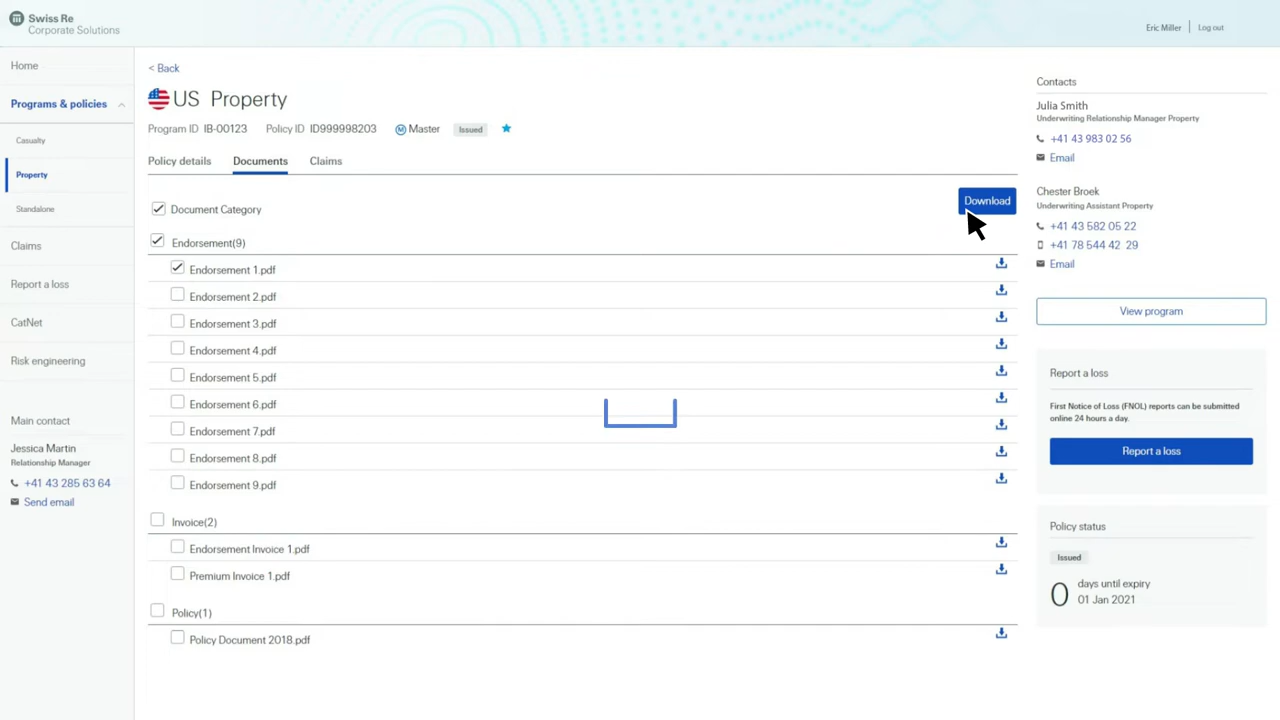 Swiss Re
Corporate Solutions
Eric Miller
Log out
Home
Programs & policies
Casualty
Property
Standalone
Claims
Report a loss
CatNet
Risk engineering
Main contact
Jessica Martin
Relationship Manager
+41 43 285 63 64
Send email
< Back
US Property
Program ID IB-00123 Policy ID ID999998203 M Master Issued
Policy details Documents Claims
Document Category
Download
Endorsement(9)
Endorsement 1.pdf
Endorsement 2.pdf
Endorsement 3.pdf
Endorsement 4.pdf
Endorsement 5.pdf
Endorsement 6.pdf
Endorsement 7.pdf
Endorsement 8.pdf
Endorsement 9.pdf
Invoice(2)
Endorsement Invoice 1.pdf
Premium Invoice 1.pdf
Policy(1)
Policy Document 2018.pdf
Contacts
Julia Smith
Underwriting Relationship Manager Property
+41 43 983 02 56
Email
Chester Broek
Underwriting Assistant Property
+41 43 582 05 22
+41 78 544 42 29
Email
View program
Report a loss
First Notice of Loss (FNOL) reports can be submitted
online 24 hours a day.
Report a loss
Policy status
Issued
0 days until expiry
01 Jan 2021